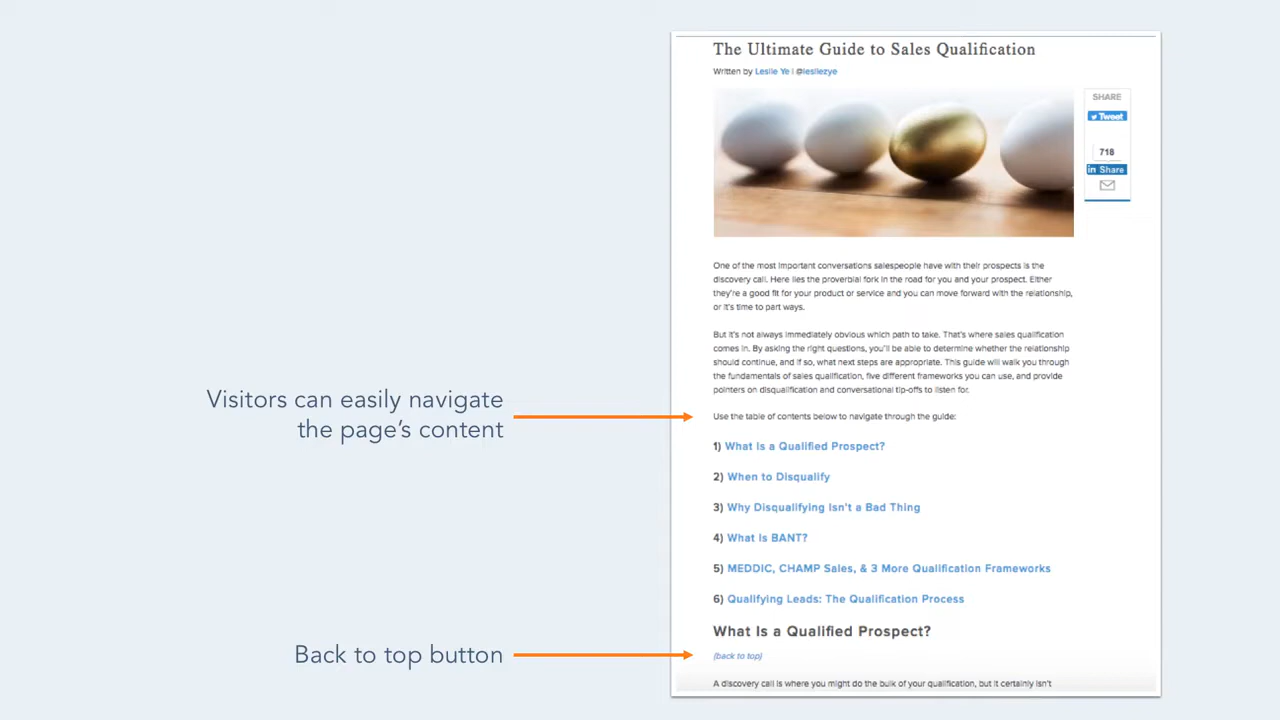 The Ultimate Guide to Sales Qualification
Written by Leslie Ye | @lesliezye
SHARE
Tweet
718
in Share
One of the most important conversations salespeople have with their prospects is the
discovery call. Here lies the proverbial fork in the road for you and your prospect. Either
they're a good fit for your product or service and you can move forward with the relationship,
or it's time to part ways.
But it's not always immediately obvious which path to take. That's where sales qualification
comes in. By asking the right questions, you'll be able to determine whether the relationship
should continue, and if so, what next steps are appropriate. This guide will walk you through
the fundamentals of sales qualification, five different frameworks you can use, and provide
pointers on disqualification and conversational tip-offs to listen for.
Visitors can easily navigate
the page's content
Use the table of contents below to navigate through the guide:
1) What Is a Qualified Prospect?
2) When to Disqualify
3) Why Disqualifying Isn't a Bad Thing
4) What Is BANT?
5) MEDDIC, CHAMP Sales, & 3 More Qualification Frameworks
6) Qualifying Leads: The Qualification Process
What Is a Qualified Prospect?
Back to top button
(back to top)
A discovery call is where you might do the bulk of your qualification, but it certainly isn't